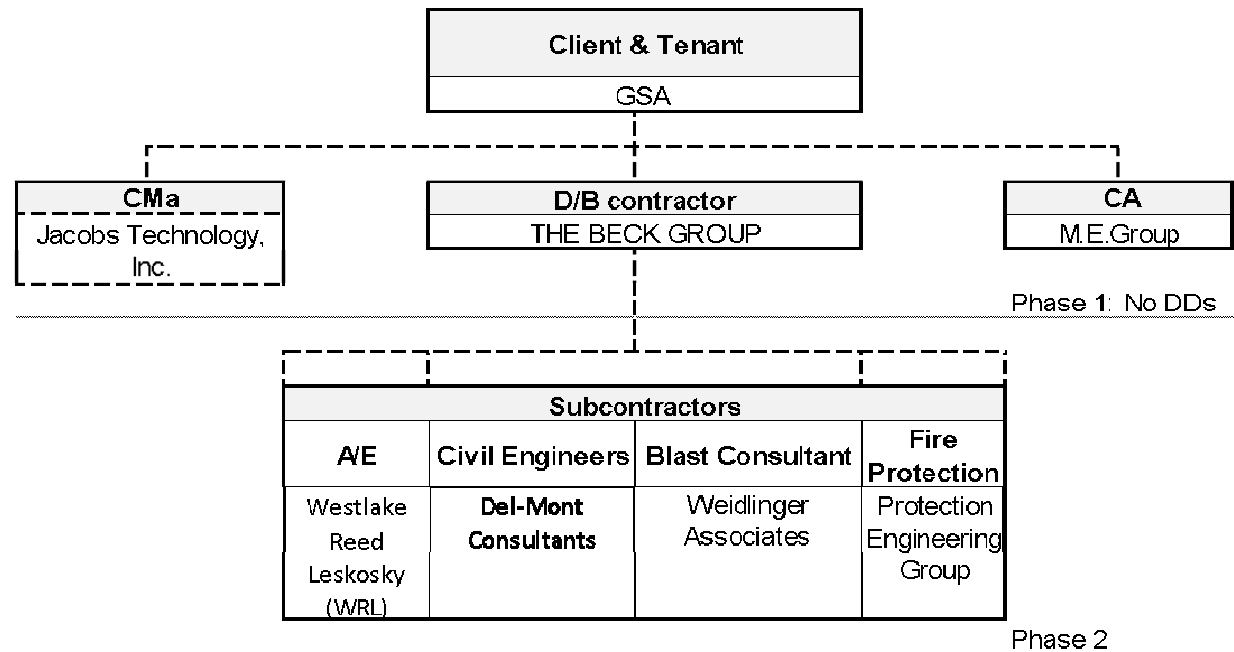 Client & Tenant
GSA
CMa
Jacobs Technology,
Inc.
D/B contractor
THE BECK GROUP
CA
M.E.Group
Phase 1: No DDs
Subcontractors
A/E
Civil Engineers
Blast Consultant
Fire
Protection
Westlake
Reed
Leskosky
(WRL)
Del-Mont
Consultants
Weidlinger
Associates
Protection
Engineering
Group
Phase 2